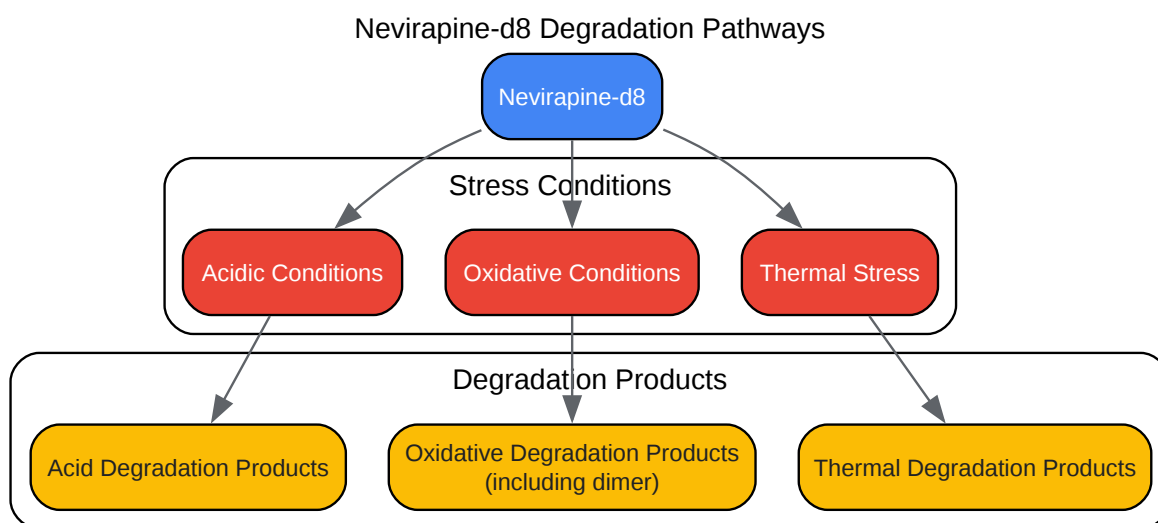 Nevirapine-d8 Degradation Pathways
Nevirapine-d8
Stress Conditions
Acidic Conditions
Oxidative Conditions
Thermal Stress
Degradation Products
Acid Degradation Products
Oxidative Degradation Products
(including dimer)
Thermal Degradation Products